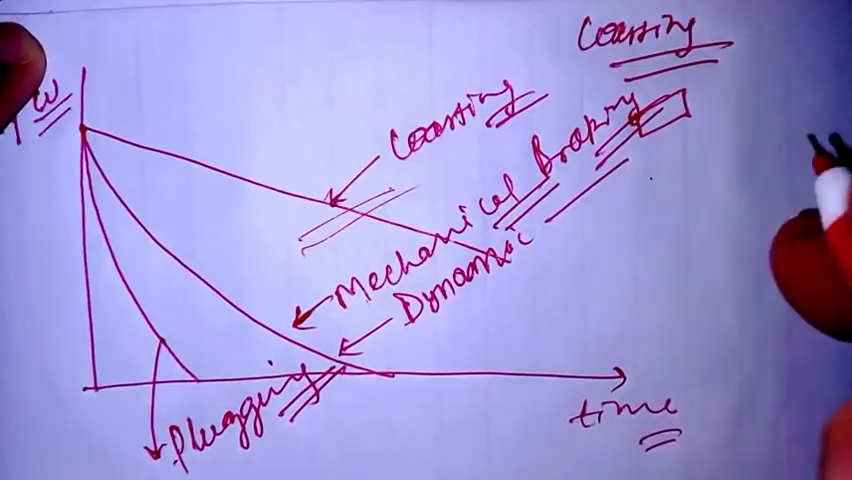 Coasting
ω
Coasting
Mechanical Braking
Dynamic
Plugging
time